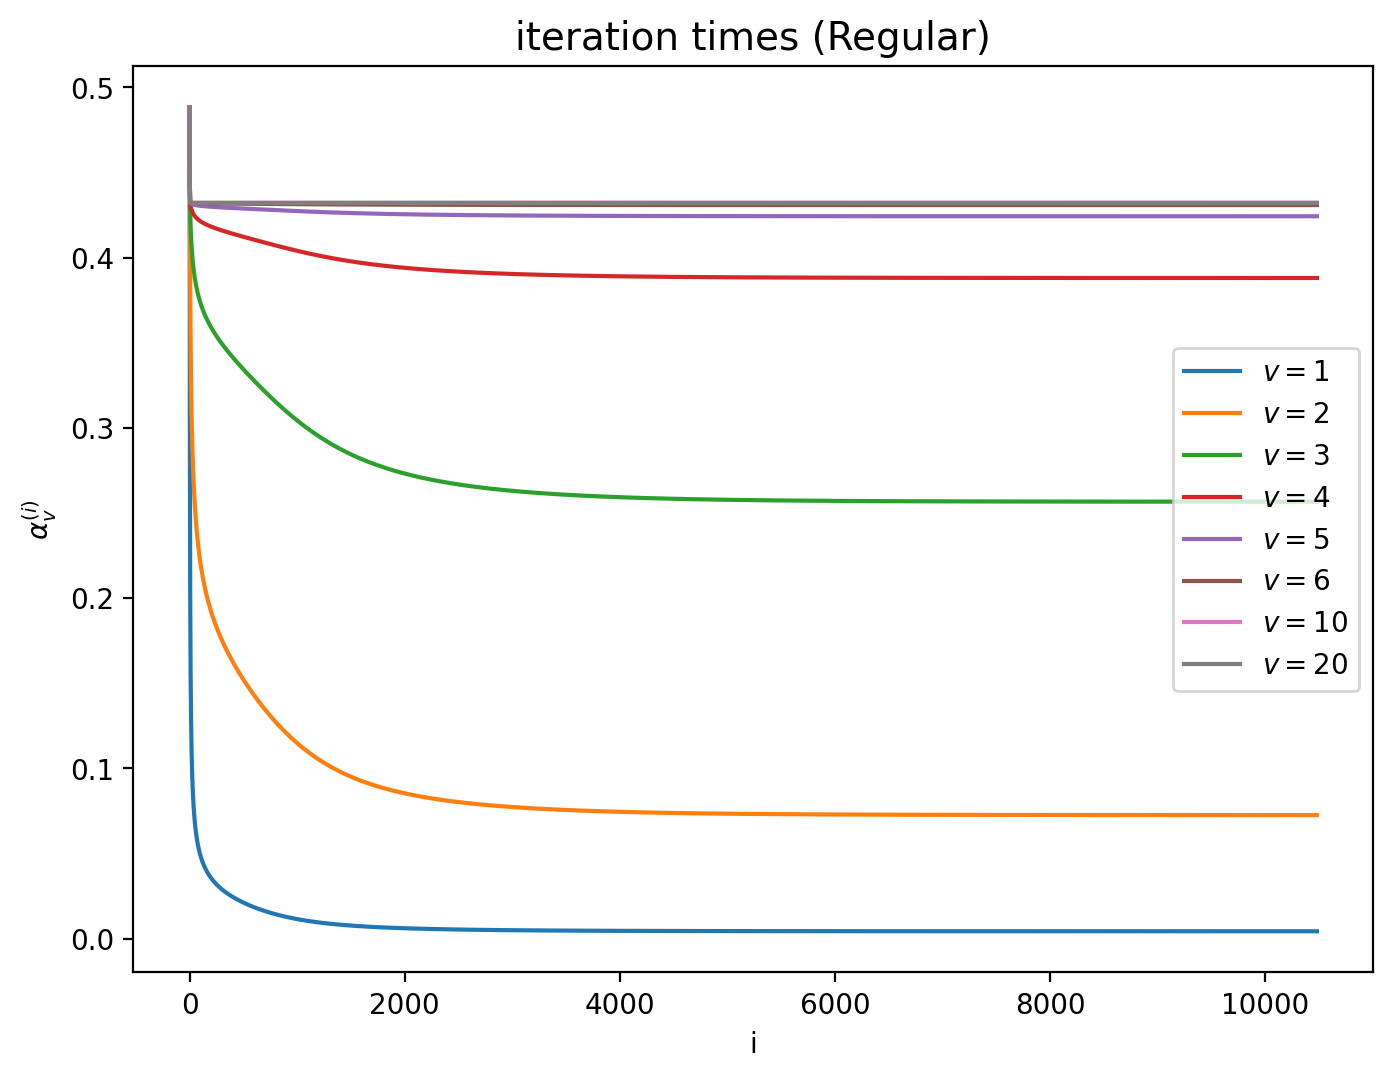 iteration times (Regular)
0.5
0.4
0.3
0.2
0.1
0.0
α_v^(i)
0 2000 4000 6000 8000 10000
i
v = 1
v = 2
v = 3
v = 4
v = 5
v = 6
v = 10
v = 20